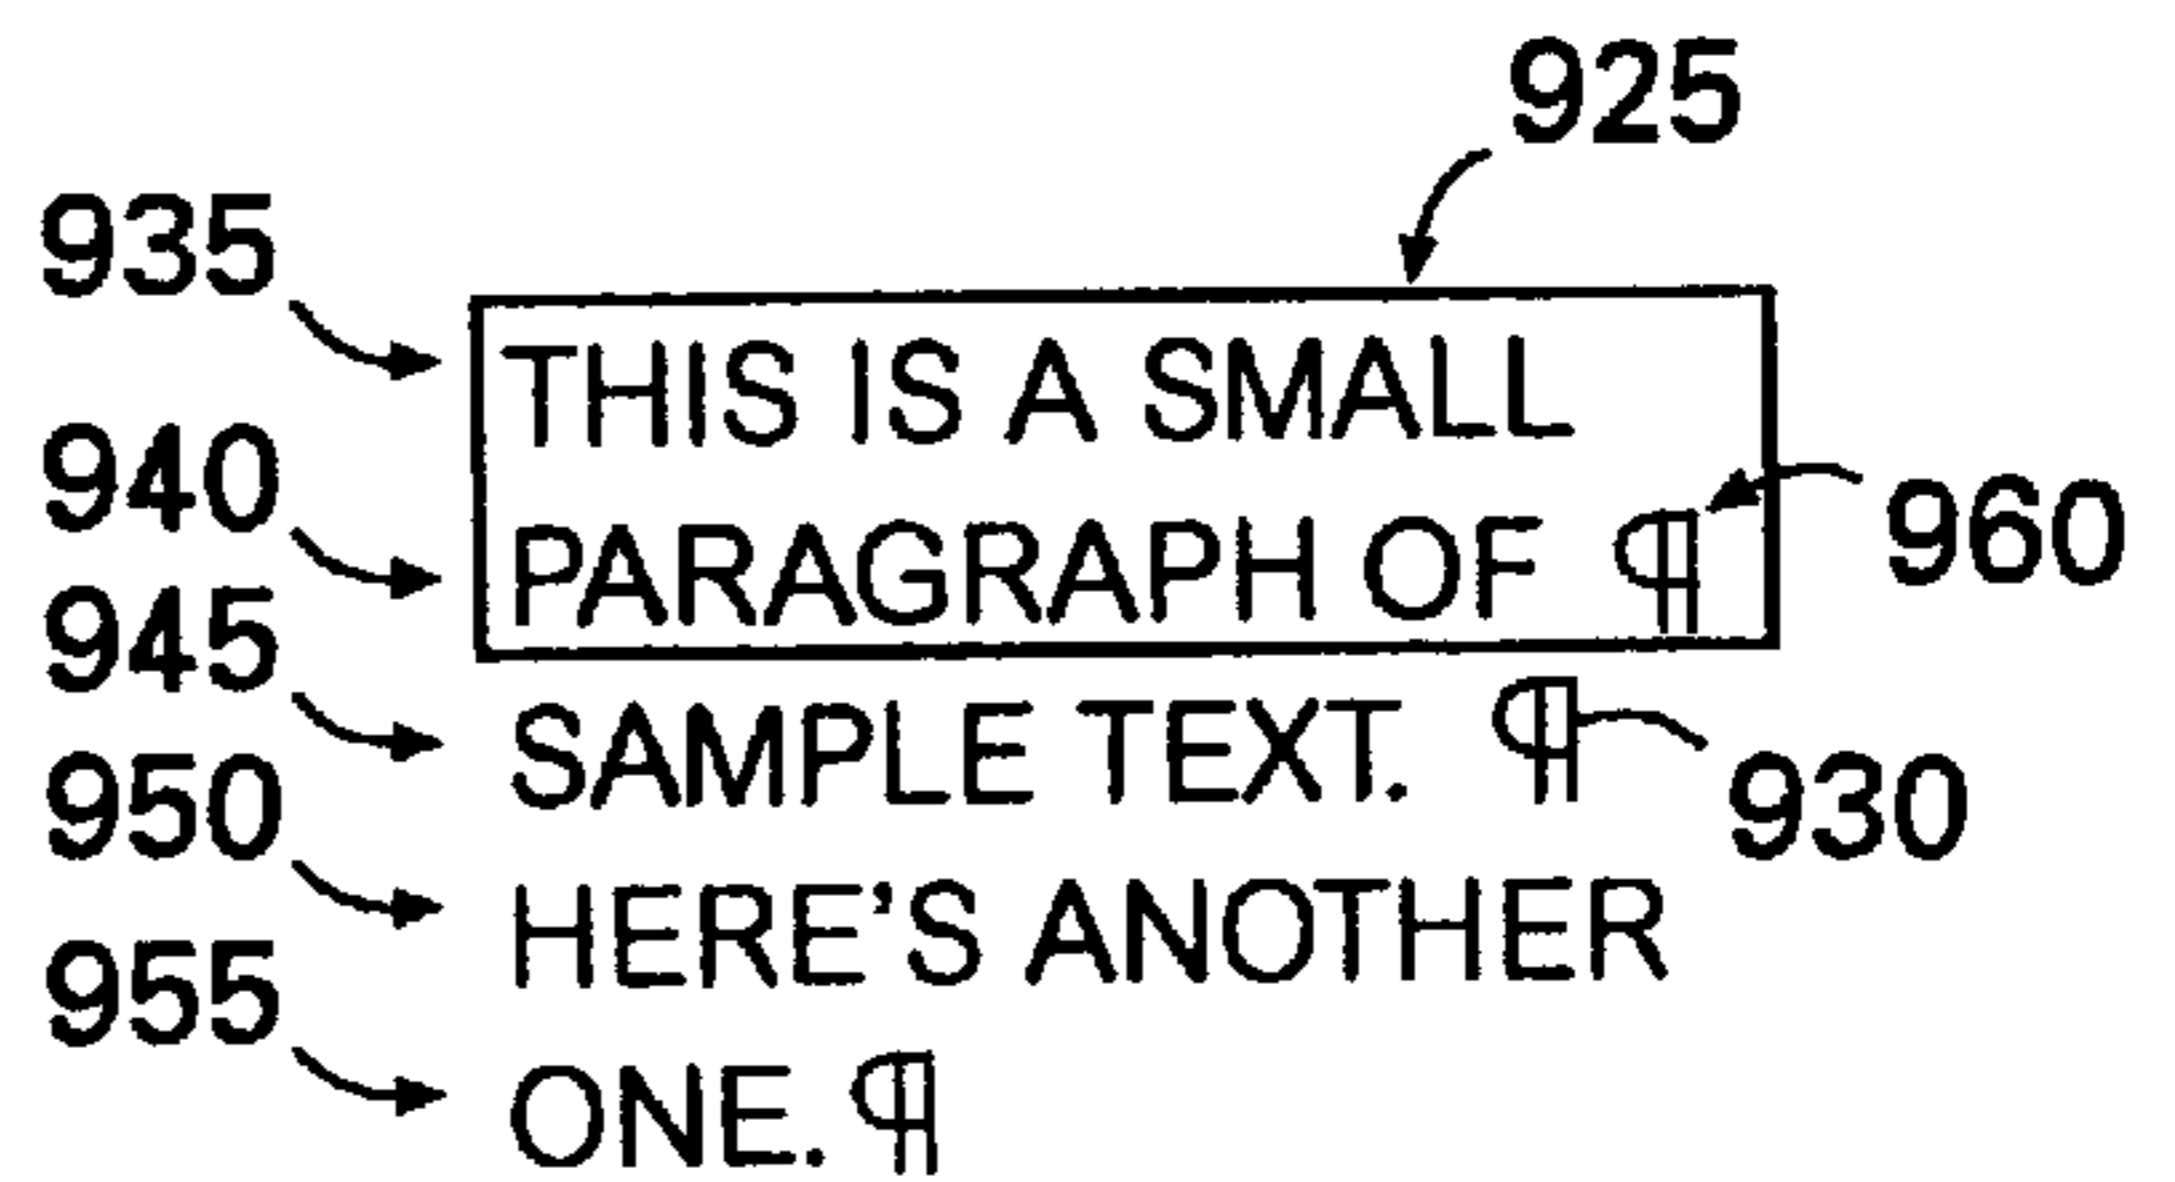 925
935
THIS IS A SMALL
940
PARAGRAPH OF ¶ 960
945
SAMPLE TEXT. ¶ 930
950
HERE'S ANOTHER
955
ONE. ¶